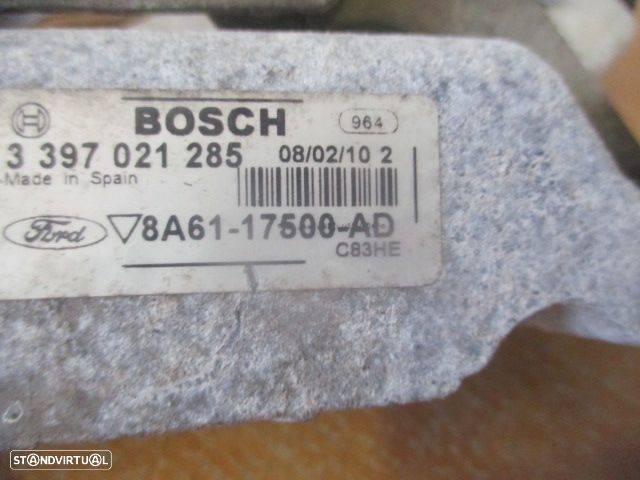 BOSCH
964
3 397 021 285
08/02/10 2
Made in Spain
Ford
8A61-17500-AD
C83HE
STANDVIRTUAL